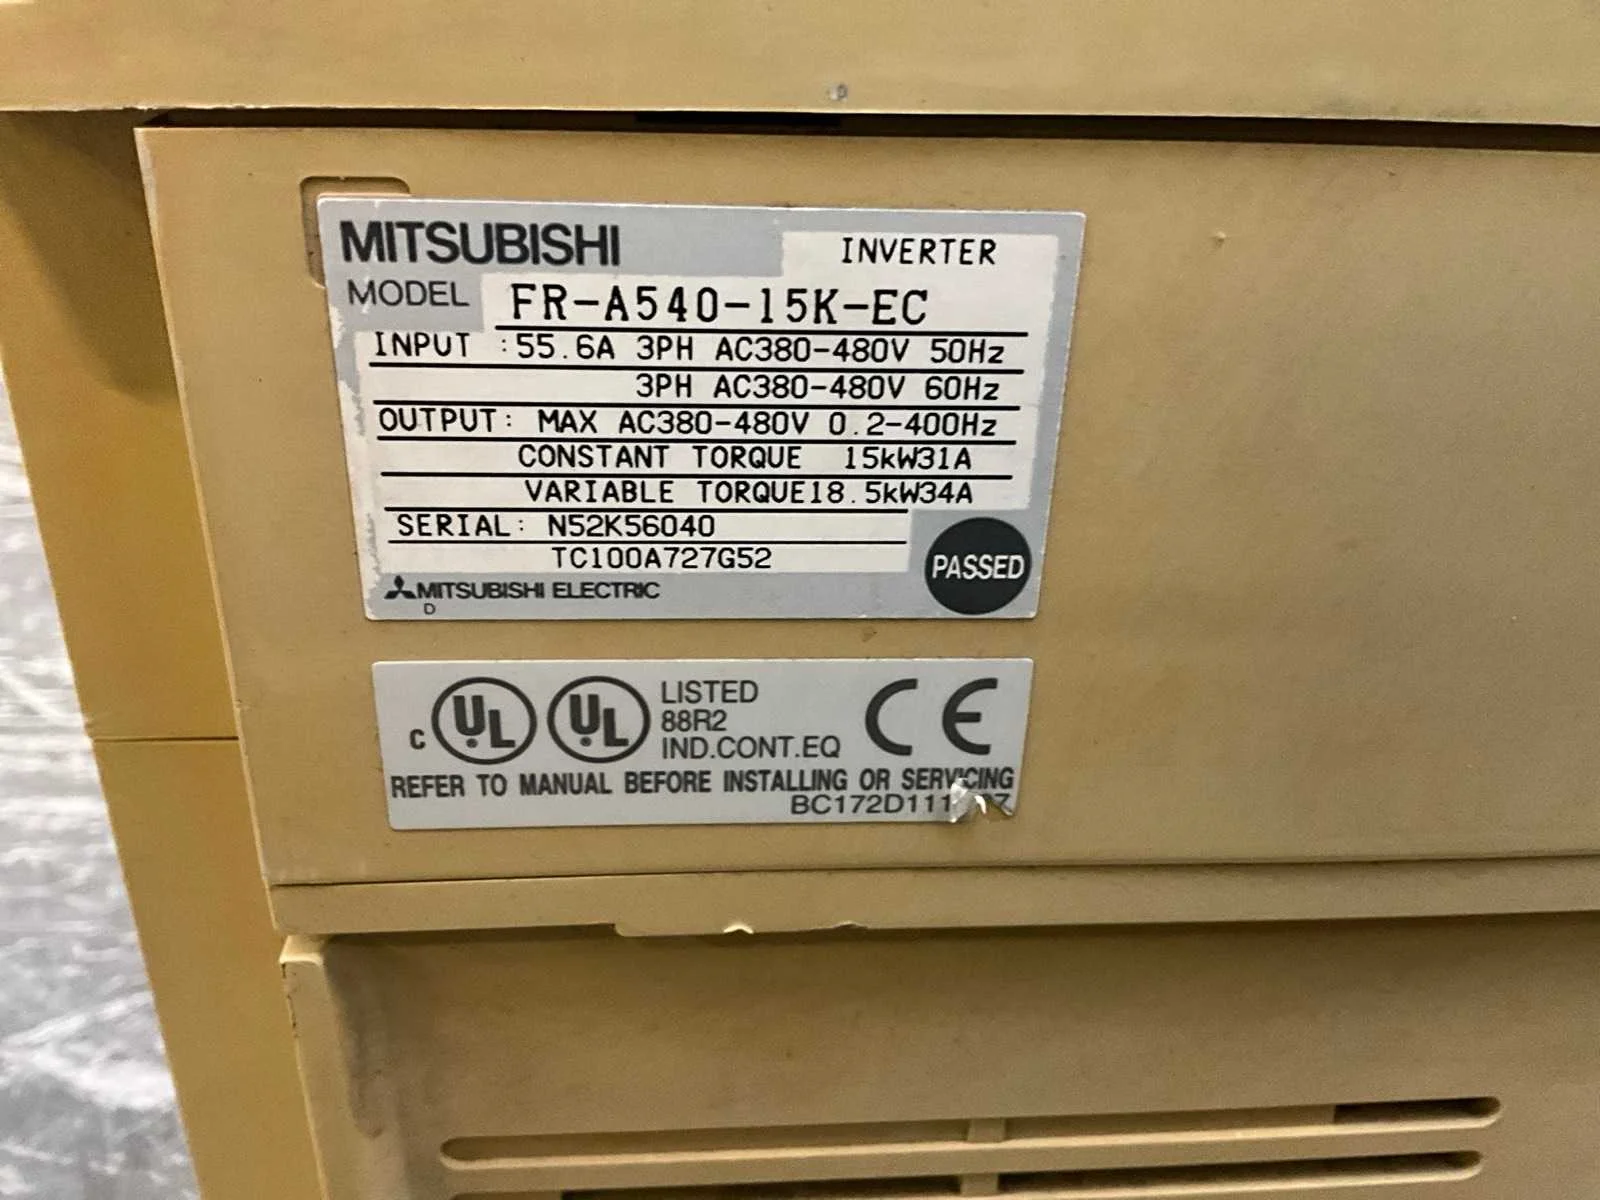 MITSUBISHI INVERTER
MODEL FR-A540-15K-EC
INPUT :55.6A 3PH AC380-480V 50Hz
3PH AC380-480V 60Hz
OUTPUT: MAX AC380-480V 0.2-400Hz
CONSTANT TORQUE 15kW31A
VARIABLE TORQUE18.5kW34A
SERIAL: N52K56040
TC100A727G52
PASSED
MITSUBISHI ELECTRIC
D
C UL UL LISTED
88R2
IND.CONT.EQ
CE
REFER TO MANUAL BEFORE INSTALLING OR SERVICING